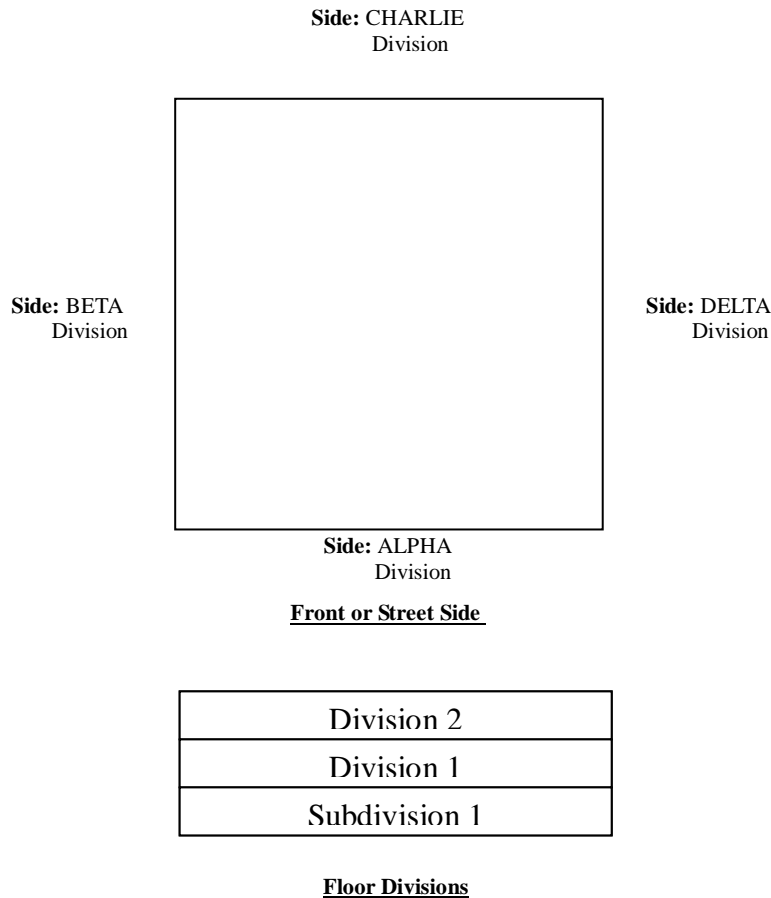 Side: CHARLIE
Division
Side: BETA
Division
Side: DELTA
Division
Side: ALPHA
Division
Front or Street Side
Division 2
Division 1
Subdivision 1
Floor Divisions